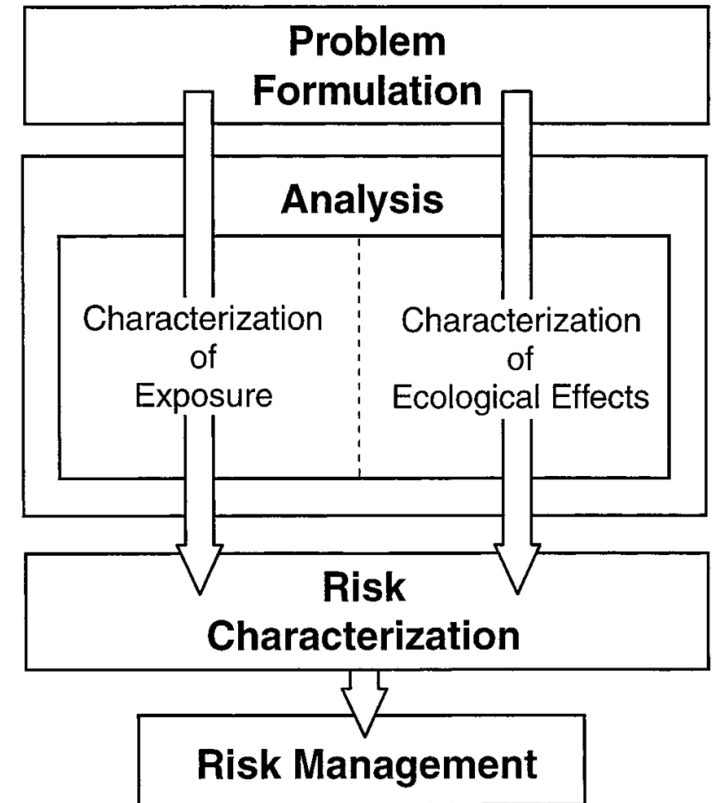 Problem
Formulation
Analysis
Characterization
of
Exposure
Characterization
of
Ecological Effects
Risk
Characterization
Risk Management